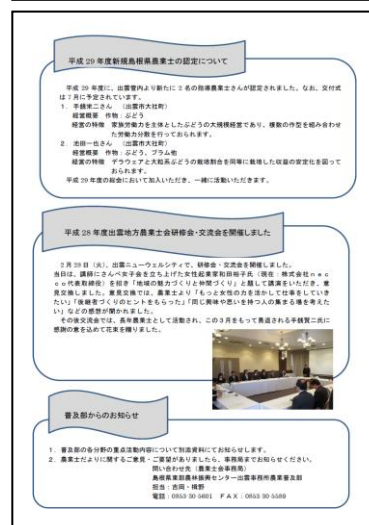 平成 29 年度新規島根県農業士の認定について
平成 29 年度に、出雲管内より新たに 2 名の指導農業士さんが認定されました。なお、交付式
は 7 月に予定されています。
1. 手銭米二さん （出雲市大社町）
経営概要 作物：ぶどう
経営の特徴 家族労働力を主体としたぶどうの大規模経営であり、複数の作型を組み合わせ
た労働力分散を行っておられます。
2. 池田一也さん （出雲市大社町）
経営概要 作物：ぶどう、プラム他
経営の特徴 デラウェアと大粒系ぶどうの栽培割合を同等に栽培した収益の安定化を図って
おられます。
平成 29 年度の総会において加入いただき、一緒に活動いただきます。
平成 28 年度出雲地方農業士会研修会・交流会を開催しました
2 月 28 日（火）、出雲ニューウェルシティで、研修会・交流会を開催しました。
当日は、講師にさんべ女子会を立ち上げた女性起業家和田裕子氏（現在：株式会社ｎｅｃ
ｃｏ代表取締役）を招き「地域の魅力づくりと仲間づくり」と題して講演をいただき、意
見交換しました。意見交換では、農業士より「もっと女性の力を活かして仕事をしていき
たい」「後継者づくりのヒントをもらった」「同じ興味や思いを持つ人の集まる場を考えた
い」などの感想が聞かれました。
その後交流会では、長年農業士として活動され、この３月をもって勇退される手銭賢二氏に
感謝の意を込めて花束を贈りました。
普及部からのお知らせ
1. 普及部の各分野の重点活動内容について別添資料にてお知らせします。
2. 農業士だよりに関するご意見・ご要望がありましたら、事務局までお知らせください。
問い合わせ先（農業士会事務局）
島根県東部農林振興センター出雲事務所農業普及部
担当：吉岡・槻野
電話：0853 30 5601 ＦＡＸ：0853 30 5589